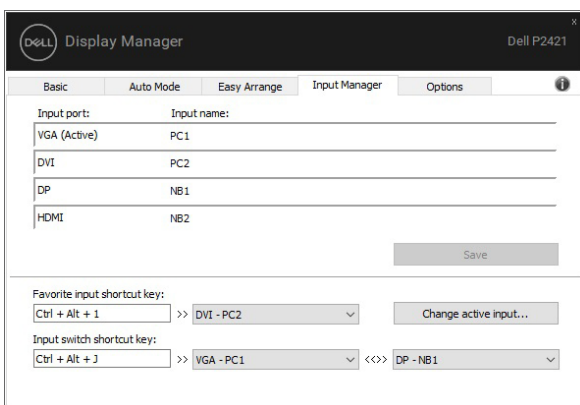 DELL Display Manager Dell P2421
x
Basic Auto Mode Easy Arrange Input Manager Options i
Input port: Input name:
VGA (Active) PC1
DVI PC2
DP NB1
HDMI NB2
Save
Favorite input shortcut key:
Ctrl + Alt + 1 >> DVI - PC2 Change active input...
Input switch shortcut key:
Ctrl + Alt + J >> VGA - PC1 <<>> DP - NB1